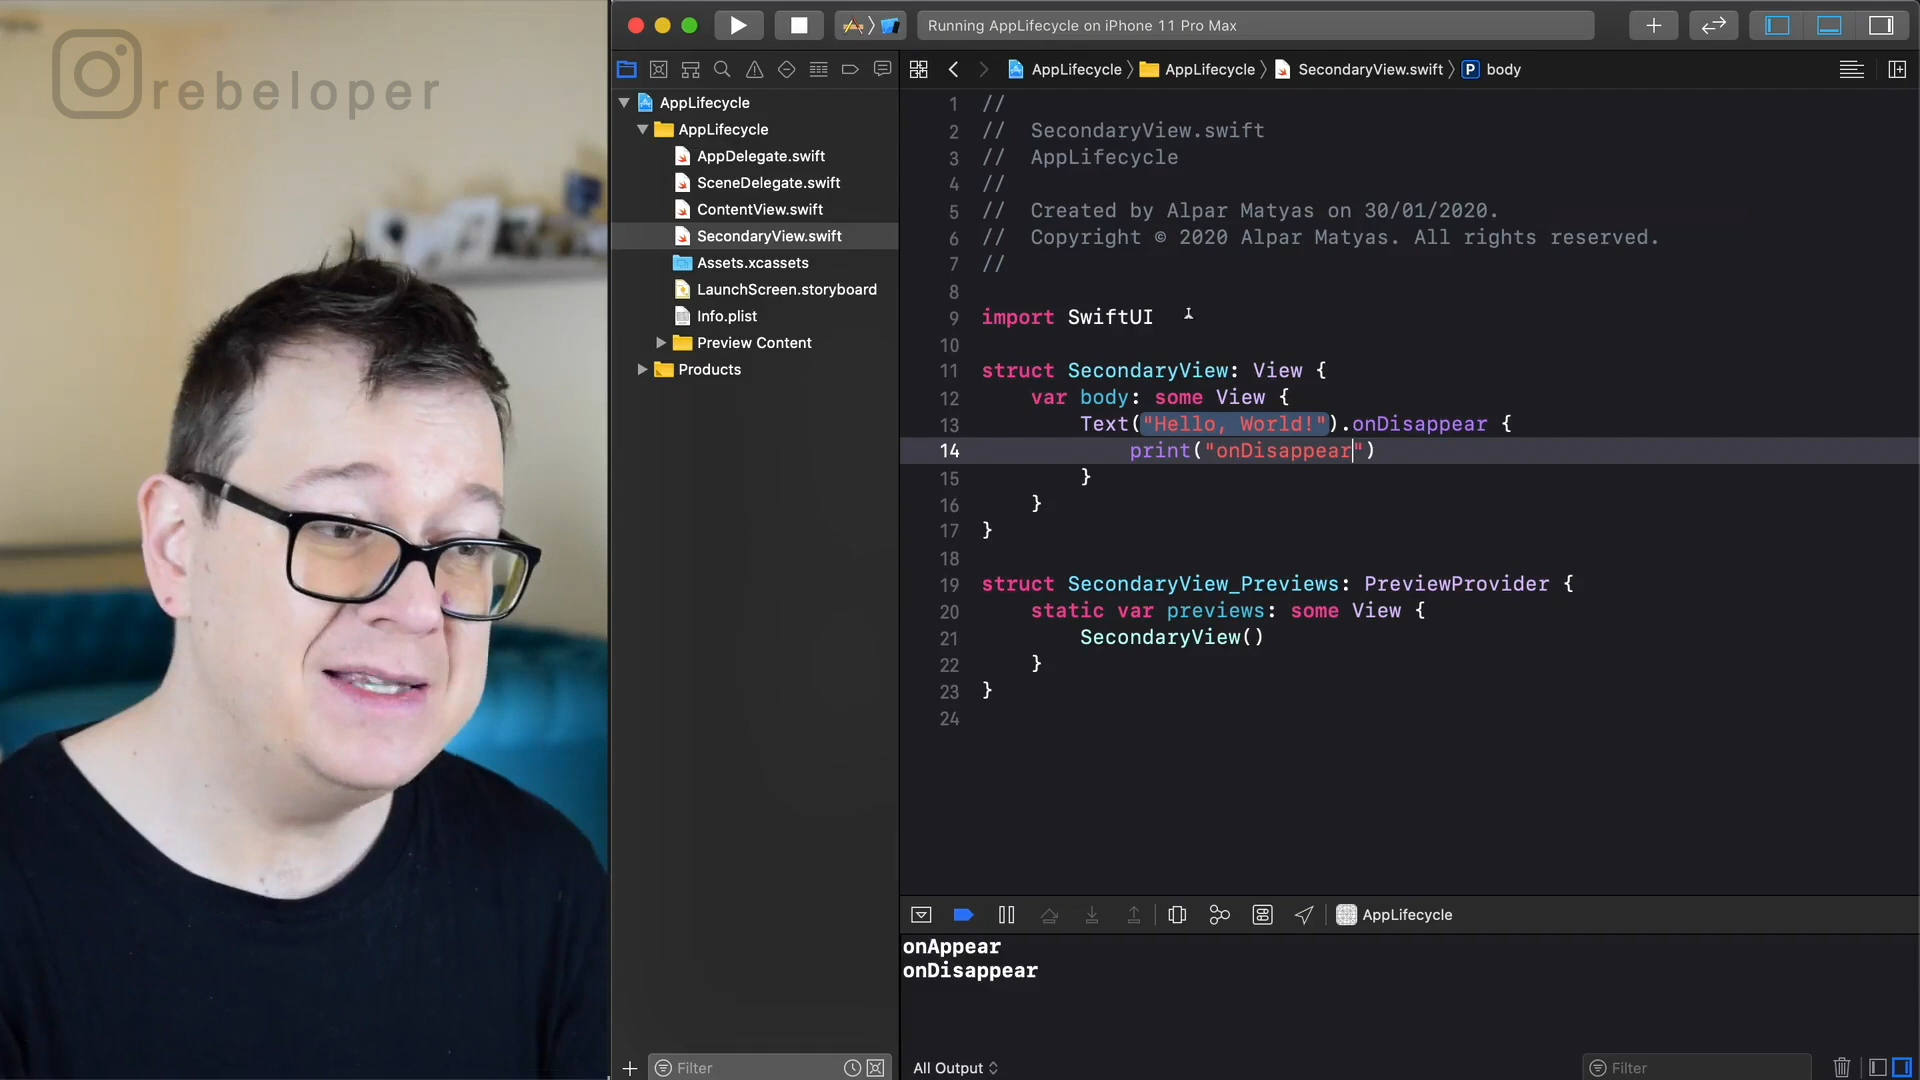 rebeloper
Running AppLifecycle on iPhone 11 Pro Max
AppLifecycle
AppLifecycle
SecondaryView.swift
P body
AppLifecycle
AppLifecycle
AppDelegate.swift
SceneDelegate.swift
ContentView.swift
SecondaryView.swift
Assets.xcassets
LaunchScreen.storyboard
Info.plist
Preview Content
Products
1 //
2 // SecondaryView.swift
3 // AppLifecycle
4 //
5 // Created by Alpar Matyas on 30/01/2020.
6 // Copyright © 2020 Alpar Matyas. All rights reserved.
7 //
8
9 import SwiftUI
10
11 struct SecondaryView: View {
12 var body: some View {
13 Text("Hello, World!").onDisappear {
14 print("onDisappear")
15 }
16 }
17 }
18
19 struct SecondaryView_Previews: PreviewProvider {
20 static var previews: some View {
21 SecondaryView()
22 }
23 }
24
AppLifecycle
onAppear
onDisappear
Filter
All Output
Filter